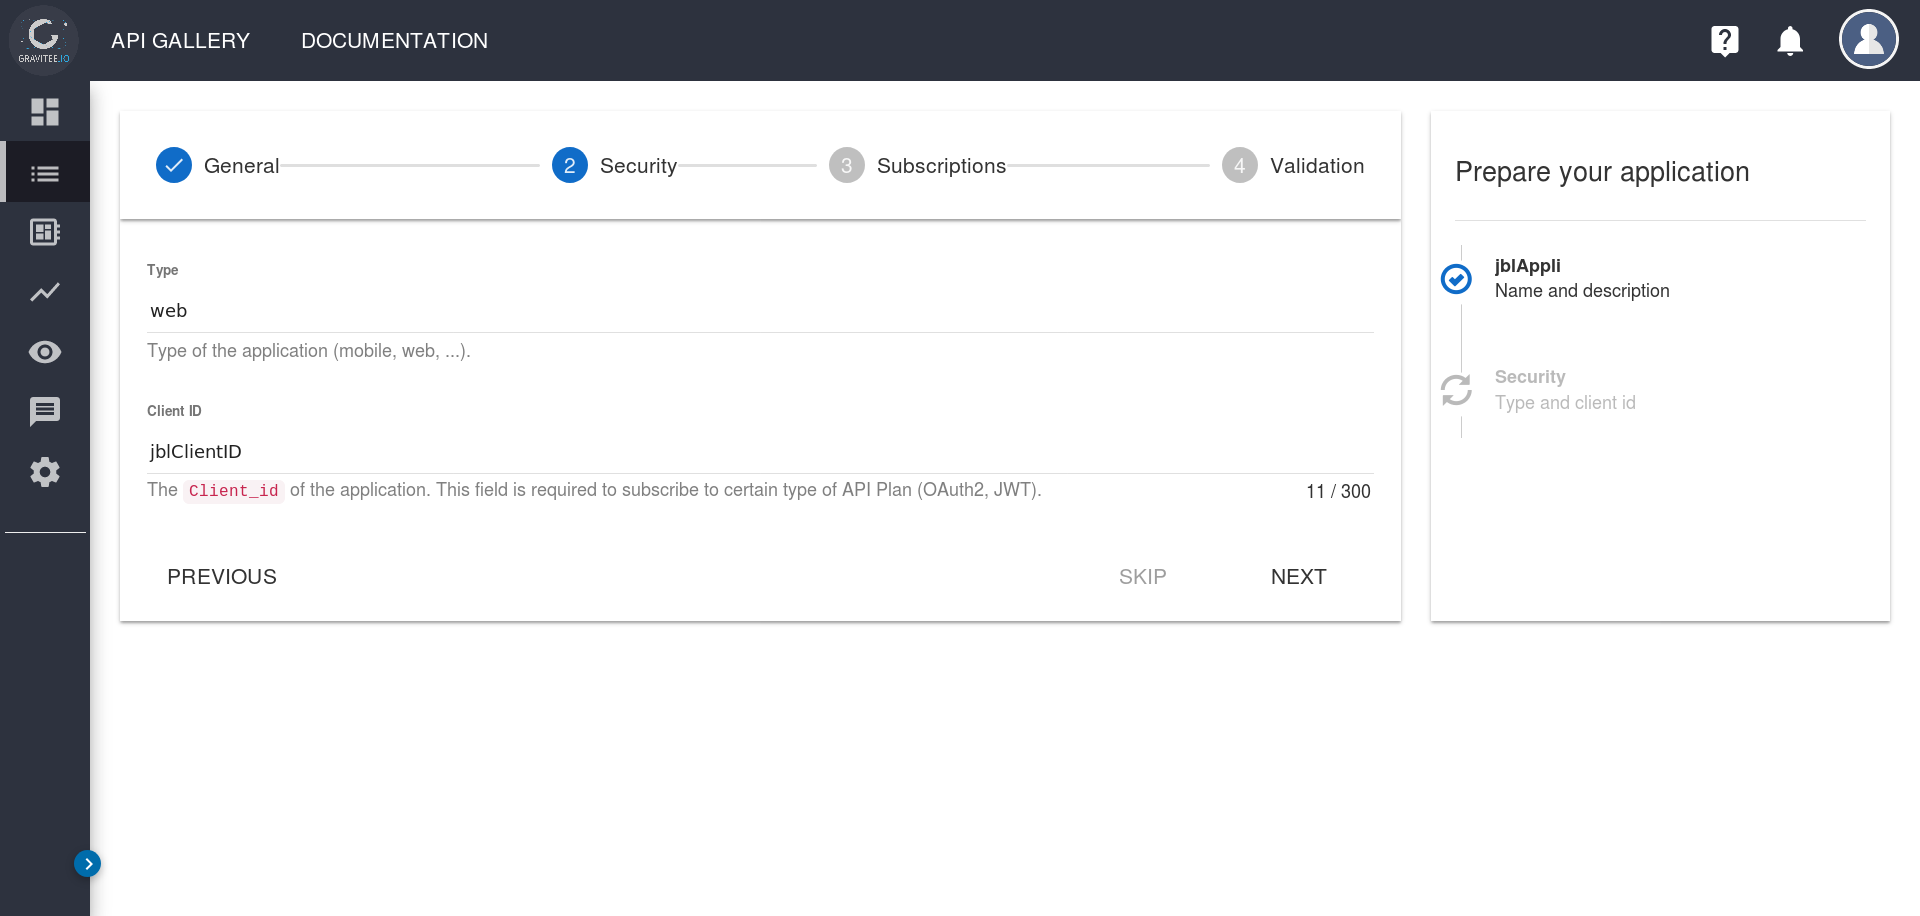 GRAVITEE.IO
API GALLERY DOCUMENTATION
General 2 Security 3 Subscriptions 4 Validation
Type
web
Type of the application (mobile, web, ...).
Client ID
jblClientID
The Client_id of the application. This field is required to subscribe to certain type of API Plan (OAuth2, JWT). 11 / 300
PREVIOUS SKIP NEXT
Prepare your application
jblAppli
Name and description
Security
Type and client id